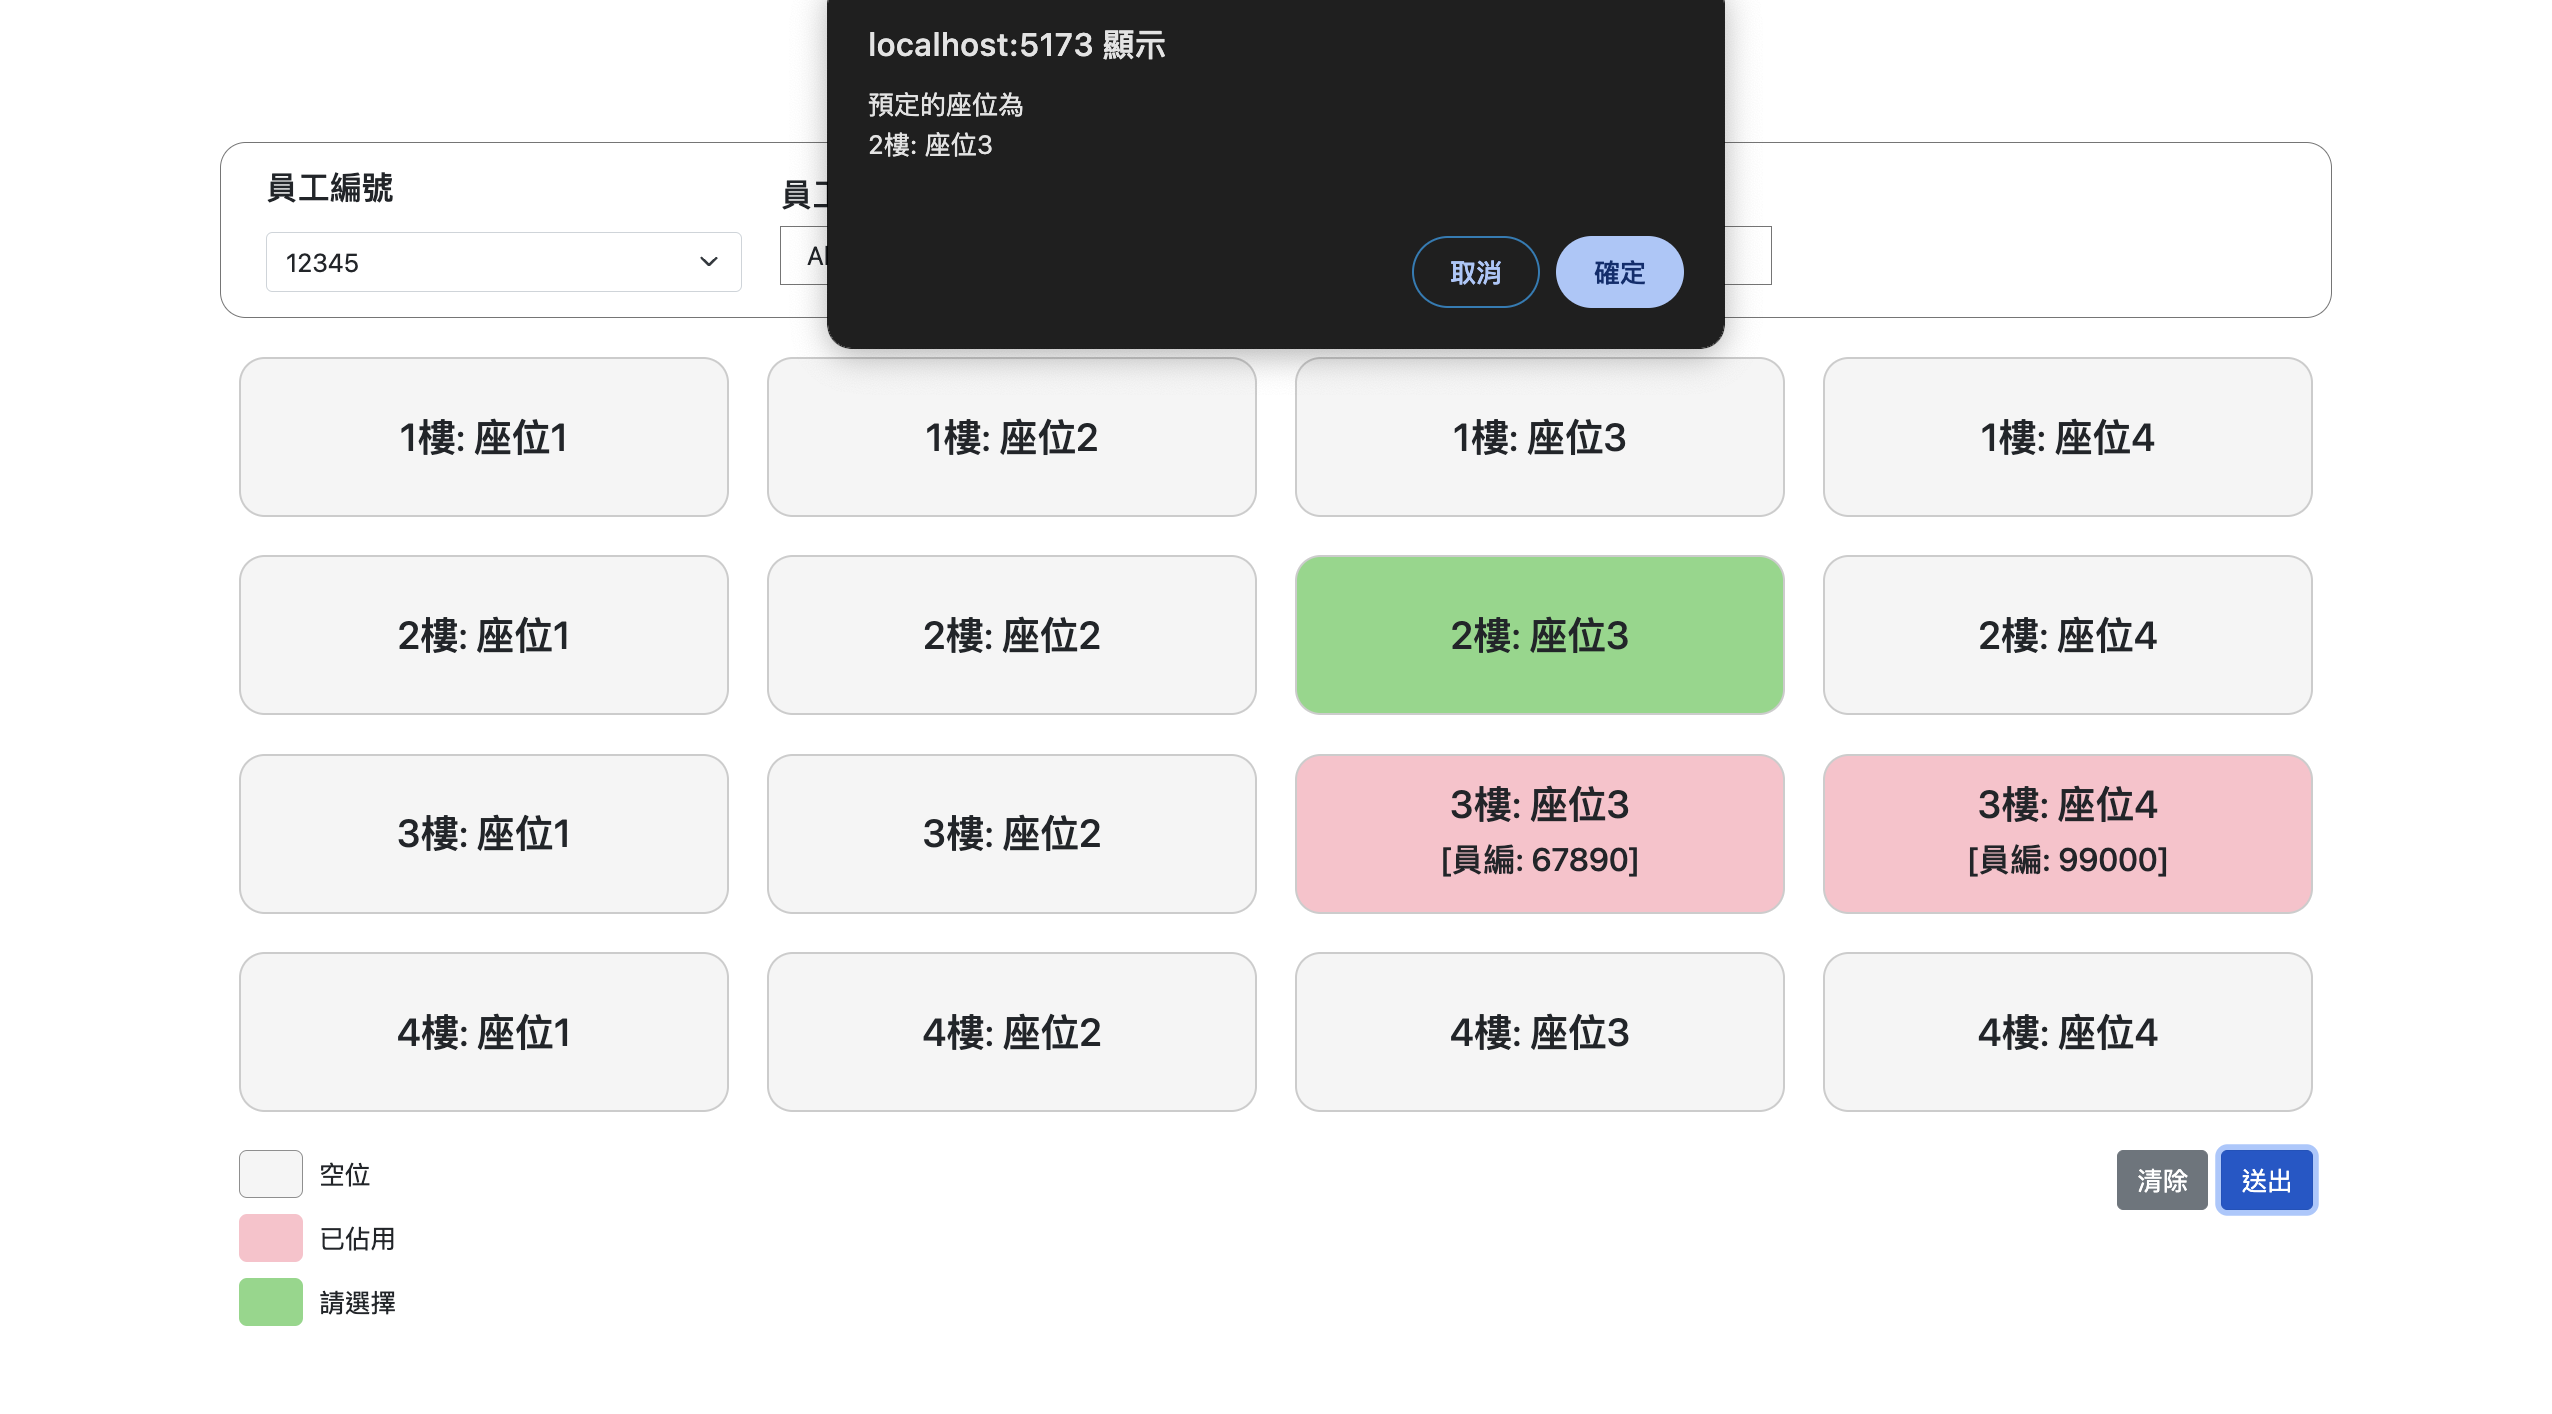 localhost:5173 顯示
預定的座位為
2樓: 座位3
取消
確定
員工編號
12345
1樓: 座位1
1樓: 座位2
1樓: 座位3
1樓: 座位4
2樓: 座位1
2樓: 座位2
2樓: 座位3
2樓: 座位4
3樓: 座位1
3樓: 座位2
3樓: 座位3
[員編: 67890]
3樓: 座位4
[員編: 99000]
4樓: 座位1
4樓: 座位2
4樓: 座位3
4樓: 座位4
空位
已佔用
請選擇
清除
送出